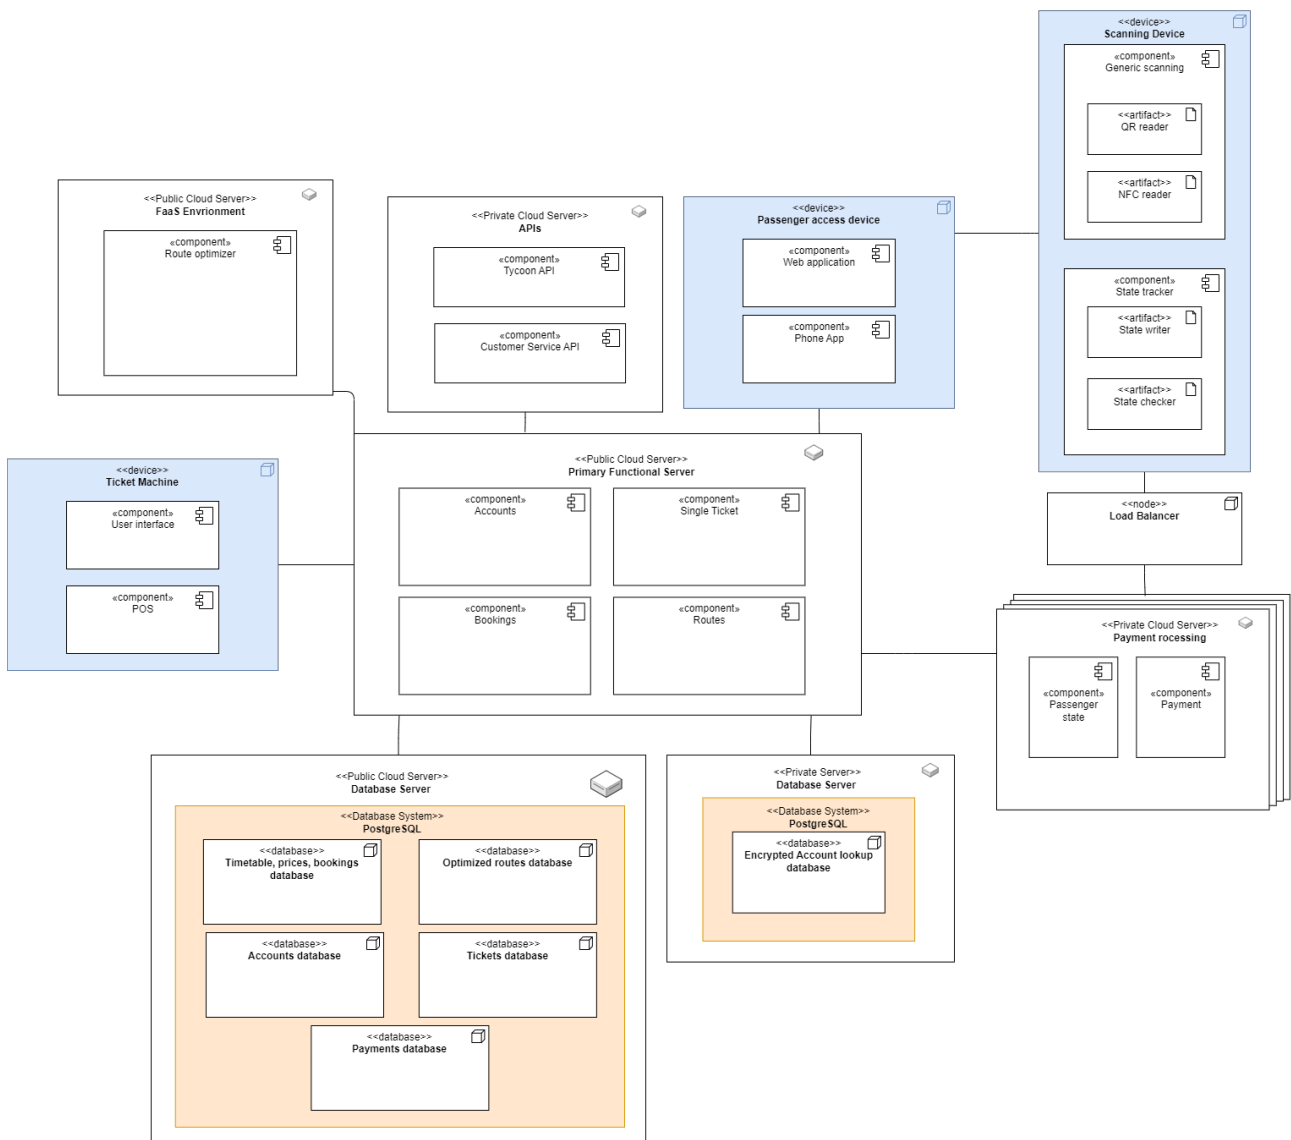 <<device>>
Scanning Device
«component»
Generic scanning
<<artifact>>
QR reader
<<artifact>>
NFC reader
«component»
State tracker
<<artifact>>
State writer
<<artifact>>
State checker
<<Public Cloud Server>>
FaaS Envrionment
«component»
Route optimizer
<<Private Cloud Server>>
APIs
«component»
Tycoon API
«component»
Customer Service API
<<device>>
Passenger access device
«component»
Web application
«component»
Phone App
<<device>>
Ticket Machine
«component»
User interface
«component»
POS
<<Public Cloud Server>>
Primary Functional Server
«component»
Accounts
«component»
Single Ticket
«component»
Bookings
«component»
Routes
<<node>>
Load Balancer
<<Private Cloud Server>>
Payment rocessing
«component»
Passenger
state
«component»
Payment
<<Public Cloud Server>>
Database Server
<<Database System>>
PostgreSQL
<<database>>
Timetable, prices, bookings
database
<<database>>
Optimized routes database
<<database>>
Accounts database
<<database>>
Tickets database
<<database>>
Payments database
<<Private Server>>
Database Server
<<Database System>>
PostgreSQL
<<database>>
Encrypted Account lookup
database